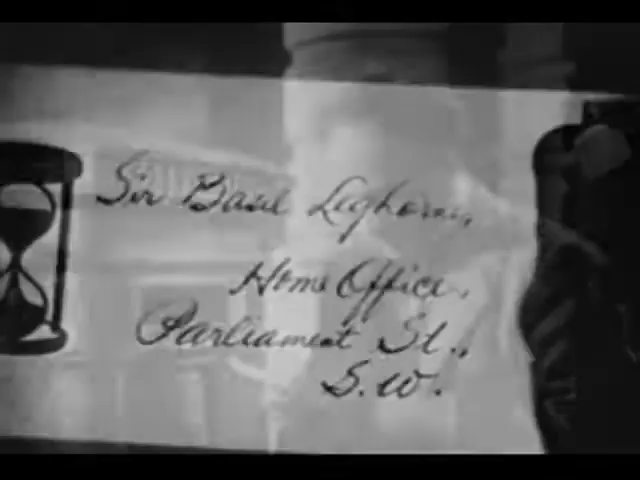 Sir Basil Leghorn,
Home Office,
Parliament St.,
S.W.